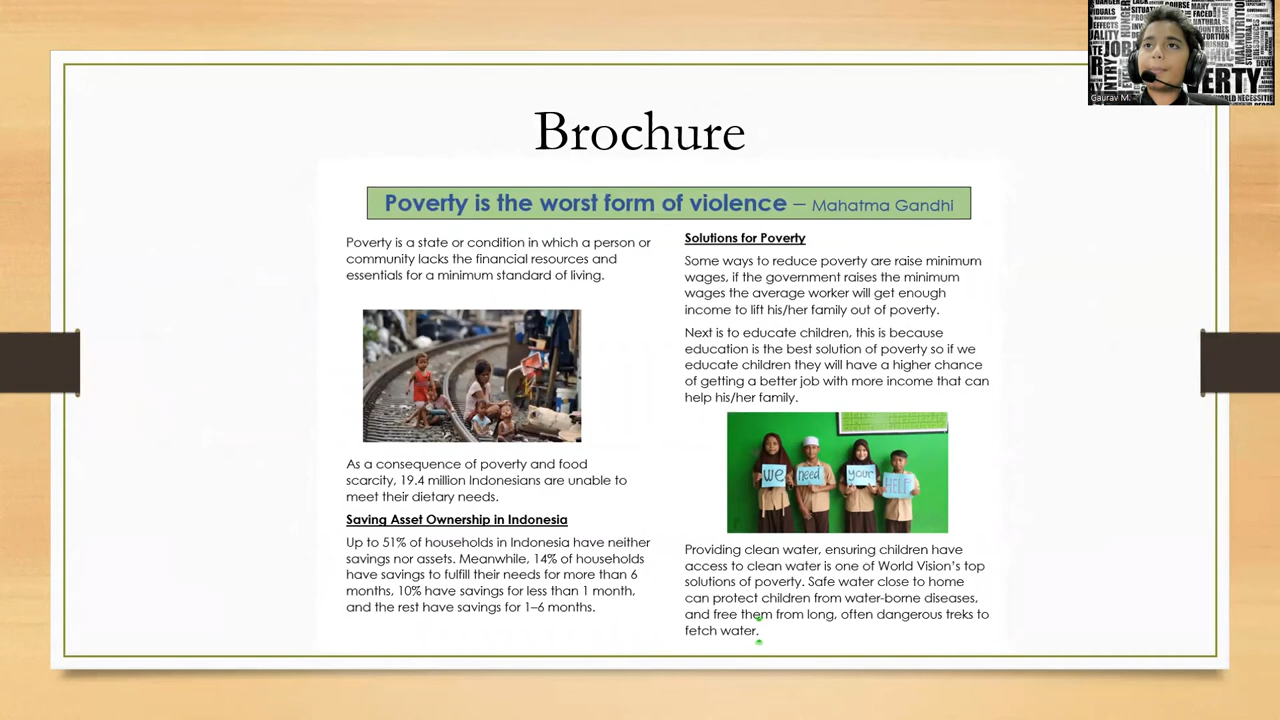 Brochure
Poverty is the worst form of violence – Mahatma Gandhi
Poverty is a state or condition in which a person or
community lacks the financial resources and
essentials for a minimum standard of living.
As a consequence of poverty and food
scarcity, 19.4 million Indonesians are unable to
meet their dietary needs.
Saving Asset Ownership in Indonesia
Up to 51% of households in Indonesia have neither
savings nor assets. Meanwhile, 14% of households
have savings to fulfill their needs for more than 6
months, 10% have savings for less than 1 month,
and the rest have savings for 1–6 months.
Solutions for Poverty
Some ways to reduce poverty are raise minimum
wages, if the government raises the minimum
wages the average worker will get enough
income to lift his/her family out of poverty.
Next is to educate children, this is because
education is the best solution of poverty so if we
educate children they will have a higher chance
of getting a better job with more income that can
help his/her family.
we need your HELP!
Providing clean water, ensuring children have
access to clean water is one of World Vision's top
solutions of poverty. Safe water close to home
can protect children from water-borne diseases,
and free them from long, often dangerous treks to
fetch water.
EFFECTS
JOB
HUNGER
COURSE
MANY
FACED
NATURAL
COUNTRIES
MALNUTRITION
Gaurav M.